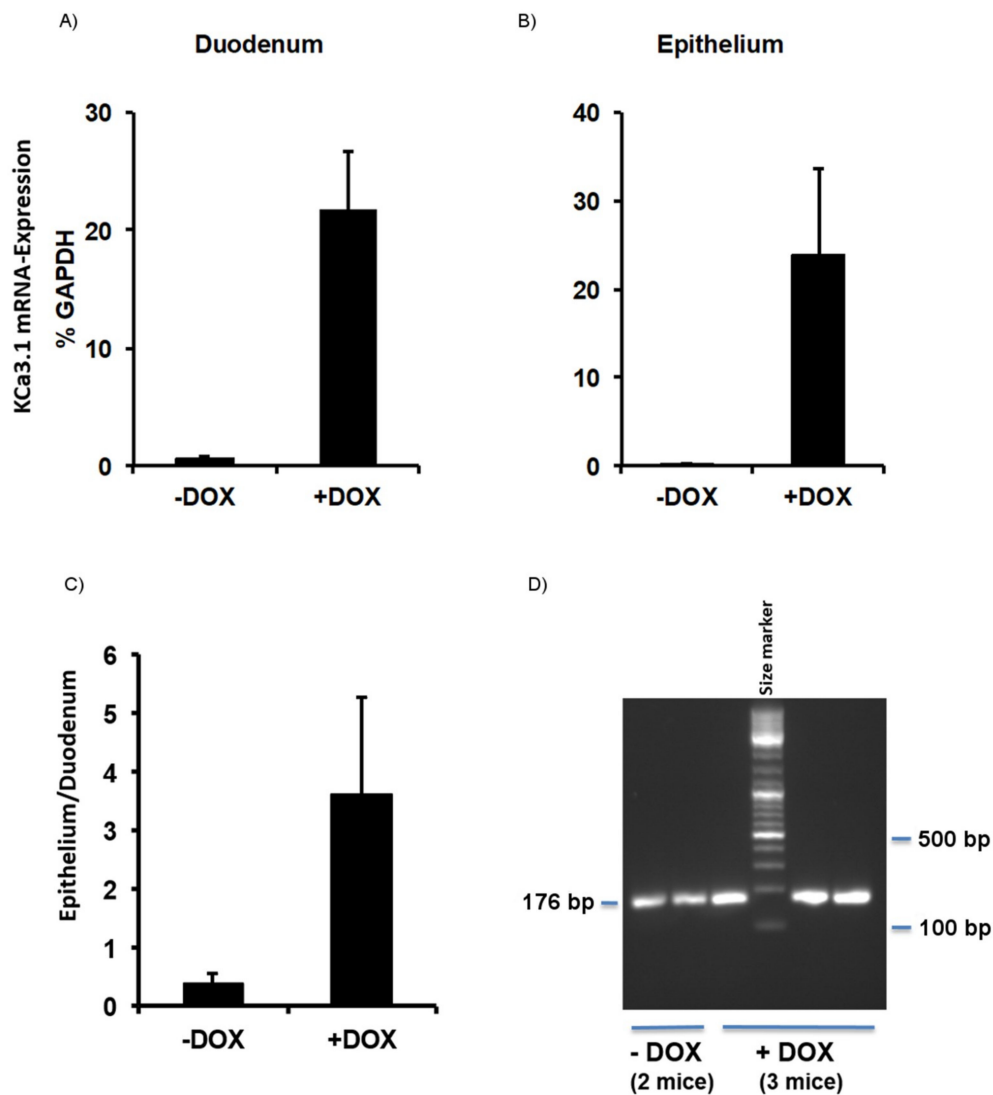 A)
Duodenum
KCa3.1 mRNA-Expression
% GAPDH
30
20
10
0
-DOX
+DOX
B)
Epithelium
40
30
20
10
0
-DOX
+DOX
C)
Epithelium/Duodenum
6
5
4
3
2
1
0
-DOX
+DOX
D)
Size marker
500 bp
176 bp
100 bp
- DOX
(2 mice)
+ DOX
(3 mice)